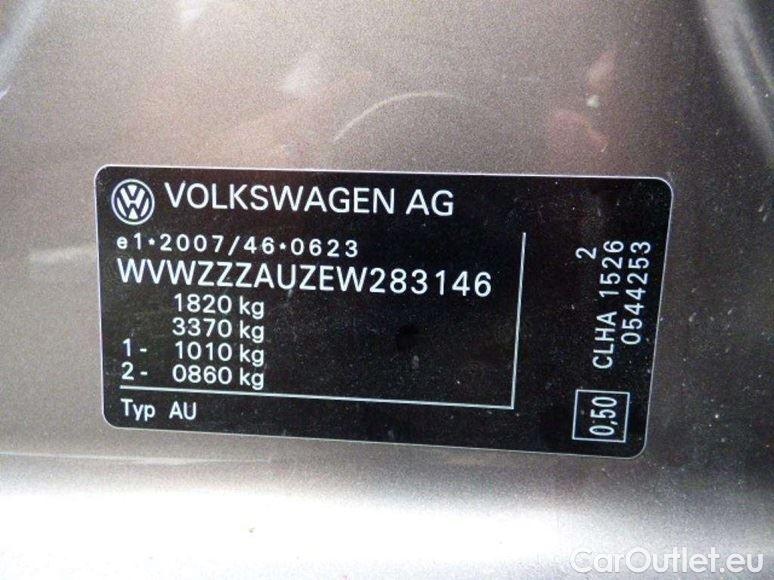 VOLKSWAGEN AG
e1*2007/46*0623
WVWZZZAUZEW283146
1820 kg
3370 kg
1- 1010 kg
2- 0860 kg
Typ AU
2
CLHA 1526
0544253
0,50
CarOutlet.eu